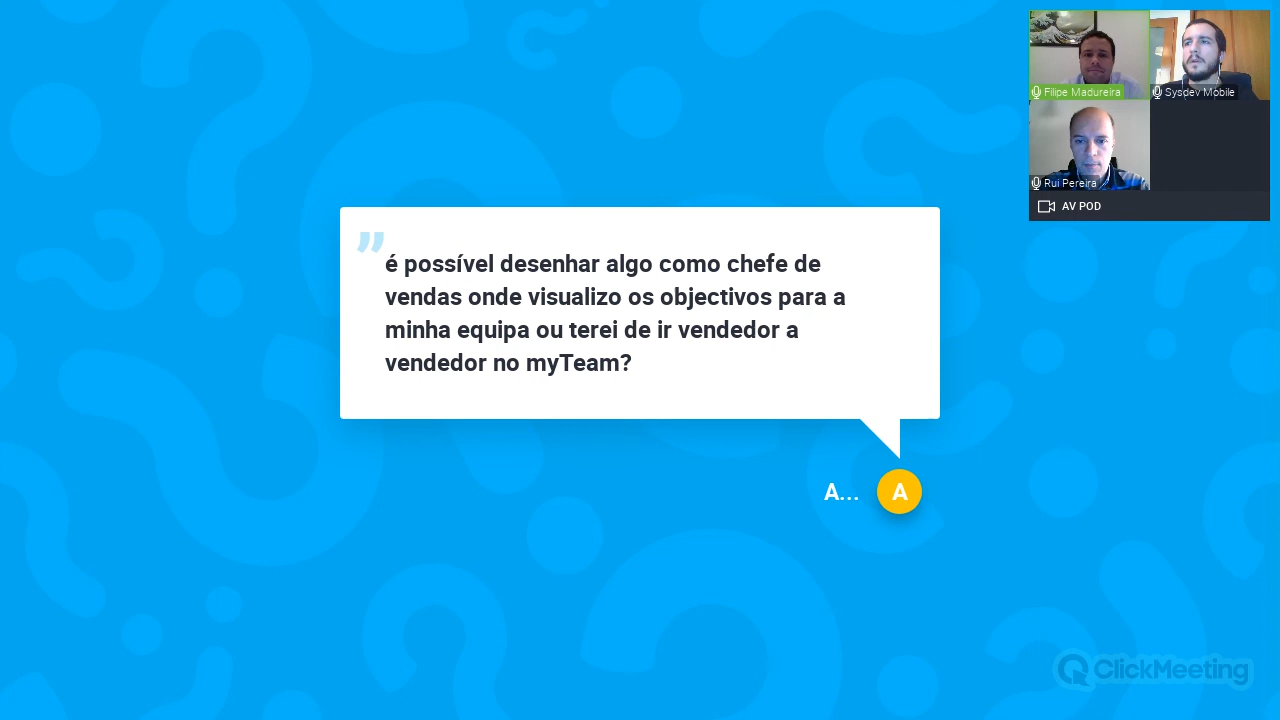 Filipe Madureira
Sysdev Mobile
Rui Pereira
AV POD
”
é possível desenhar algo como chefe de
vendas onde visualizo os objectivos para a
minha equipa ou terei de ir vendedor a
vendedor no myTeam?
A...
A
ClickMeeting